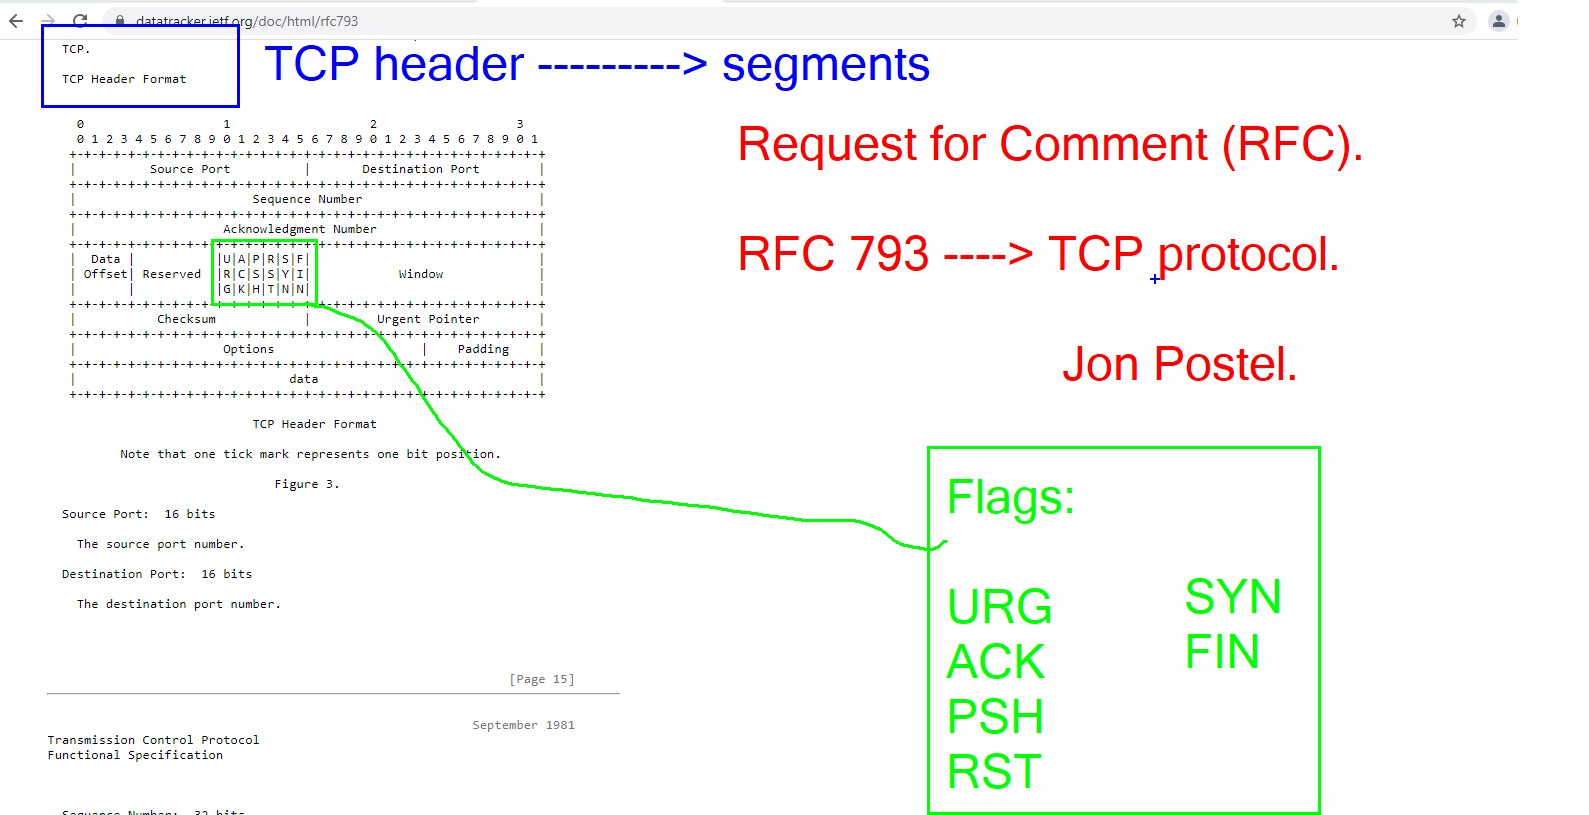 datatracker.ietf.org/doc/html/rfc793
TCP.
TCP header ---------> segments
TCP Header Format
Request for Comment (RFC).
RFC 793 ----> TCP protocol.
Jon Postel.
0                   1                   2                   3
0 1 2 3 4 5 6 7 8 9 0 1 2 3 4 5 6 7 8 9 0 1 2 3 4 5 6 7 8 9 0 1
+-+-+-+-+-+-+-+-+-+-+-+-+-+-+-+-+-+-+-+-+-+-+-+-+-+-+-+-+-+-+-+-+
|          Source Port          |       Destination Port        |
+-+-+-+-+-+-+-+-+-+-+-+-+-+-+-+-+-+-+-+-+-+-+-+-+-+-+-+-+-+-+-+-+
|                        Sequence Number                        |
+-+-+-+-+-+-+-+-+-+-+-+-+-+-+-+-+-+-+-+-+-+-+-+-+-+-+-+-+-+-+-+-+
|                    Acknowledgment Number                      |
+-+-+-+-+-+-+-+-+-+-+-+-+-+-+-+-+-+-+-+-+-+-+-+-+-+-+-+-+-+-+-+-+
|  Data |           |U|A|P|R|S|F|                               |
| Offset| Reserved  |R|C|S|S|Y|I|            Window             |
|       |           |G|K|H|T|N|N|                               |
+-+-+-+-+-+-+-+-+-+-+-+-+-+-+-+-+-+-+-+-+-+-+-+-+-+-+-+-+-+-+-+-+
|           Checksum            |         Urgent Pointer        |
+-+-+-+-+-+-+-+-+-+-+-+-+-+-+-+-+-+-+-+-+-+-+-+-+-+-+-+-+-+-+-+-+
|                    Options                    |    Padding    |
+-+-+-+-+-+-+-+-+-+-+-+-+-+-+-+-+-+-+-+-+-+-+-+-+-+-+-+-+-+-+-+-+
|                             data                              |
+-+-+-+-+-+-+-+-+-+-+-+-+-+-+-+-+-+-+-+-+-+-+-+-+-+-+-+-+-+-+-+-+
TCP Header Format
Note that one tick mark represents one bit position.
Figure 3.
Source Port:  16 bits
The source port number.
Destination Port:  16 bits
The destination port number.
[Page 15]
September 1981
Transmission Control Protocol
Functional Specification
Sequence Number:  32 bits
Flags:
URG
ACK
PSH
RST
SYN
FIN